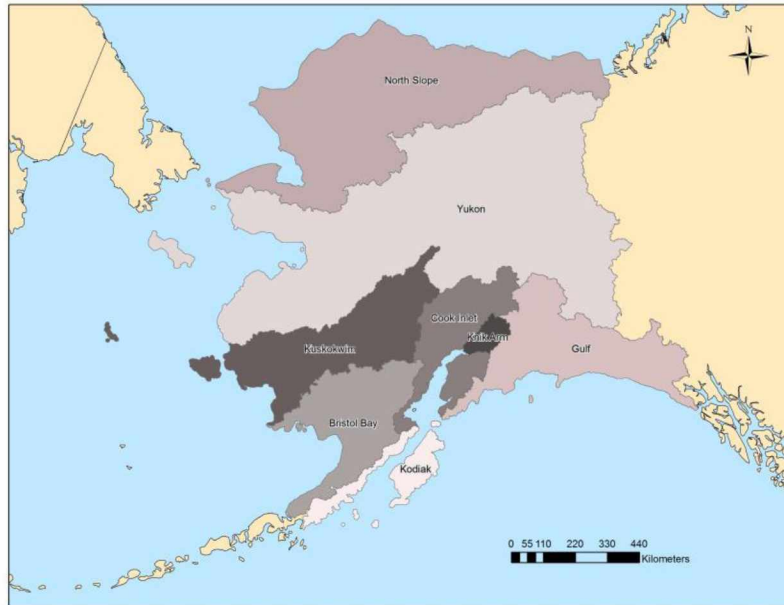 N
North Slope
Yukon
Cook Inlet
Knik Arm
Kuskokwim
Gulf
Bristol Bay
Kodiak
0 55 110 220 330 440
Kilometers